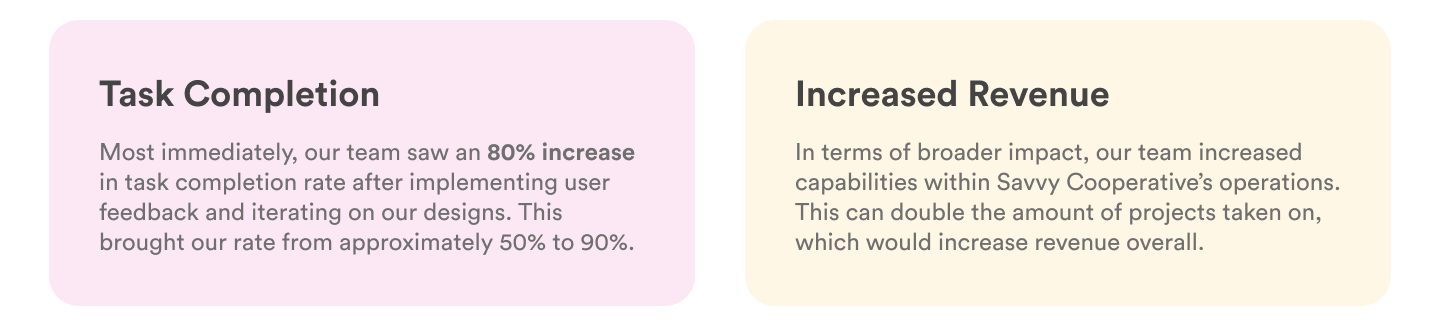 Task Completion
Most immediately, our team saw an 80% increase
in task completion rate after implementing user
feedback and iterating on our designs. This
brought our rate from approximately 50% to 90%.
Increased Revenue
In terms of broader impact, our team increased
capabilities within Savvy Cooperative’s operations.
This can double the amount of projects taken on,
which would increase revenue overall.